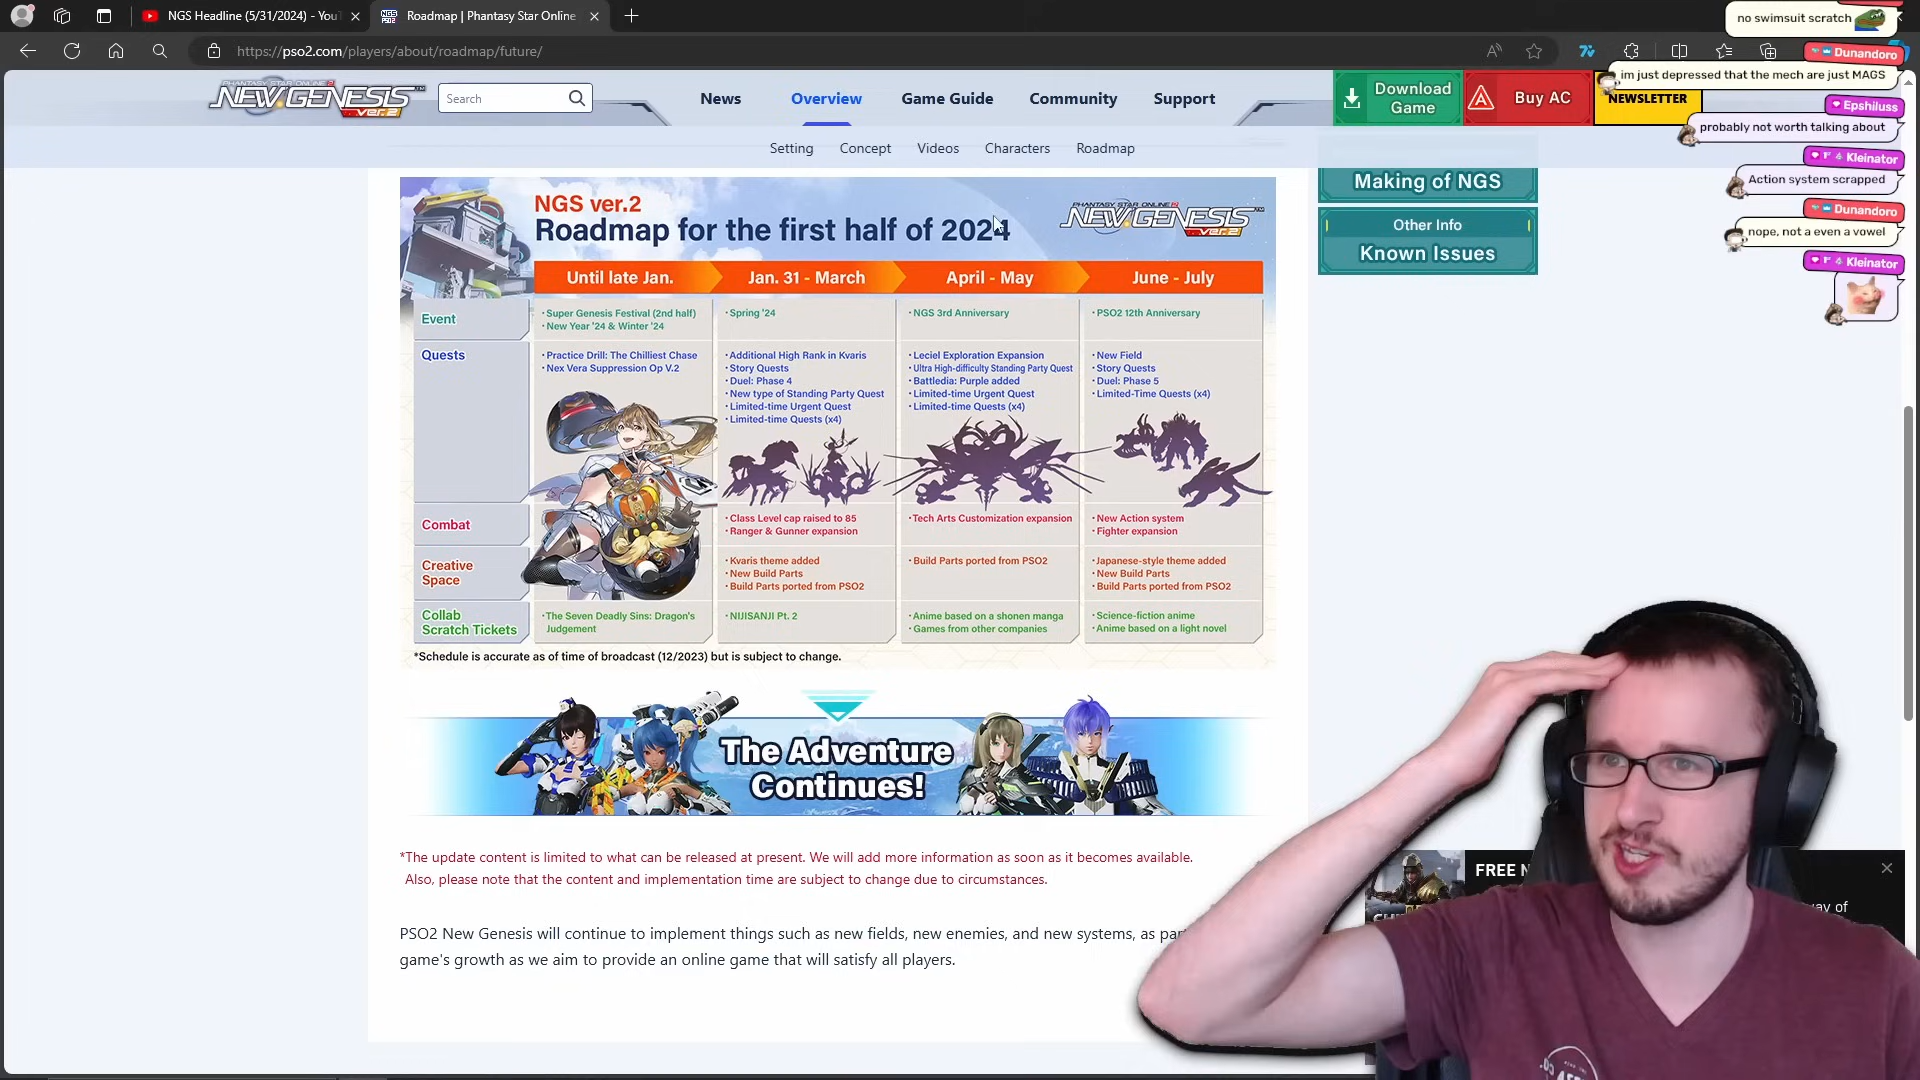 NGS Headline (5/31/2024) - You
Roadmap | Phantasy Star Online
https://pso2.com/players/about/roadmap/future/
no swimsuit scratch
Dunandoro
im just depressed that the mech are just MAGS
Epshiluss
probably not worth talking about
Kleinator
Action system scrapped
Dunandoro
nope, not a even a vowel
Kleinator
PHANTASY STAR ONLINE 2
NEW GENESIS
ver.2
Search
News
Overview
Game Guide
Community
Support
Download
Game
Buy AC
NEWSLETTER
Setting
Concept
Videos
Characters
Roadmap
Making of NGS
Other Info
Known Issues
NGS ver.2
Roadmap for the first half of 2024
PHANTASY STAR ONLINE 2
NEW GENESIS
ver.2
Until late Jan.
Jan. 31 - March
April - May
June - July
Event
・Super Genesis Festival (2nd half)
・New Year '24 & Winter '24
・Spring '24
・NGS 3rd Anniversary
・PSO2 12th Anniversary
Quests
・Practice Drill: The Chilliest Chase
・Nex Vera Suppression Op V.2
・Additional High Rank in Kvaris
・Story Quests
・Duel: Phase 4
・New type of Standing Party Quest
・Limited-time Urgent Quest
・Limited-time Quests (x4)
・Leciel Exploration Expansion
・Ultra High-difficulty Standing Party Quest
・Battledia: Purple added
・Limited-time Urgent Quest
・Limited-time Quests (x4)
・New Field
・Story Quests
・Duel: Phase 5
・Limited-Time Quests (x4)
Combat
・Class Level cap raised to 85
・Ranger & Gunner expansion
・Tech Arts Customization expansion
・New Action system
・Fighter expansion
Creative
Space
・Kvaris theme added
・New Build Parts
・Build Parts ported from PSO2
・Build Parts ported from PSO2
・Japanese-style theme added
・New Build Parts
・Build Parts ported from PSO2
Collab
Scratch Tickets
・The Seven Deadly Sins: Dragon's
Judgement
・NIJISANJI Pt. 2
・Anime based on a shonen manga
・Games from other companies
・Science-fiction anime
・Anime based on a light novel
*Schedule is accurate as of time of broadcast (12/2023) but is subject to change.
The Adventure
Continues!
*The update content is limited to what can be released at present. We will add more information as soon as it becomes available.
Also, please note that the content and implementation time are subject to change due to circumstances.
PSO2 New Genesis will continue to implement things such as new fields, new enemies, and new systems, as par
game's growth as we aim to provide an online game that will satisfy all players.
FREE